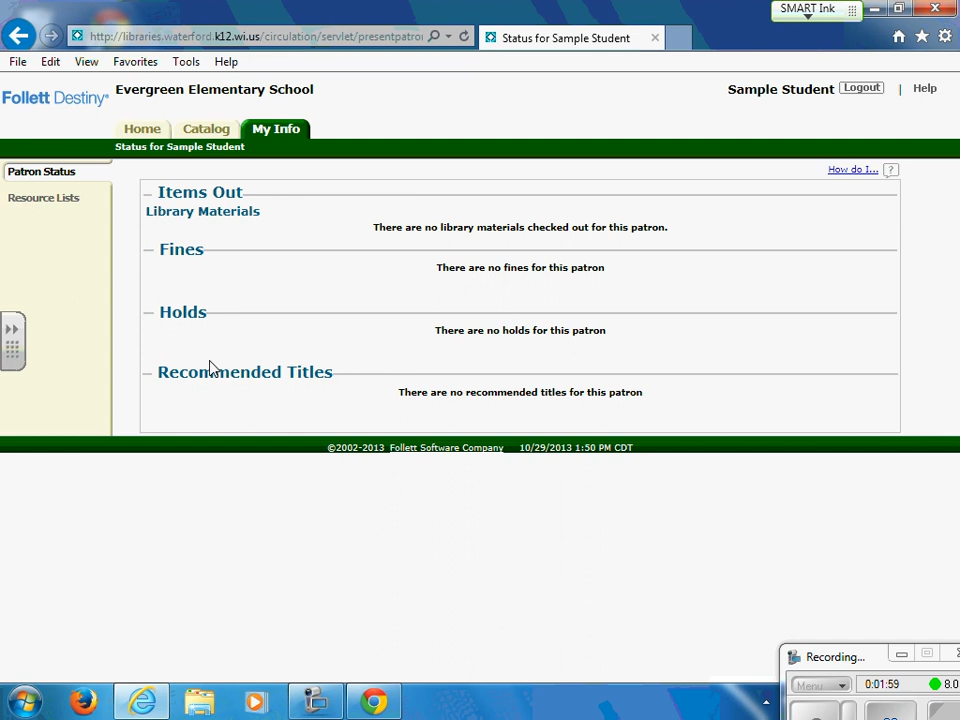 SMART Ink
http://libraries.waterford.k12.wi.us/circulation/servlet/presentpatro
Status for Sample Student
File Edit View Favorites Tools Help
Follett Destiny
Evergreen Elementary School
Sample Student Logout | Help
Home Catalog My Info
Status for Sample Student
Patron Status
How do I... ?
Resource Lists
Items Out
Library Materials
There are no library materials checked out for this patron.
Fines
There are no fines for this patron
Holds
There are no holds for this patron
Recommended Titles
There are no recommended titles for this patron
©2002-2013 Follett Software Company 10/29/2013 1:50 PM CDT
Recording...
Menu 0:01:59 8.0